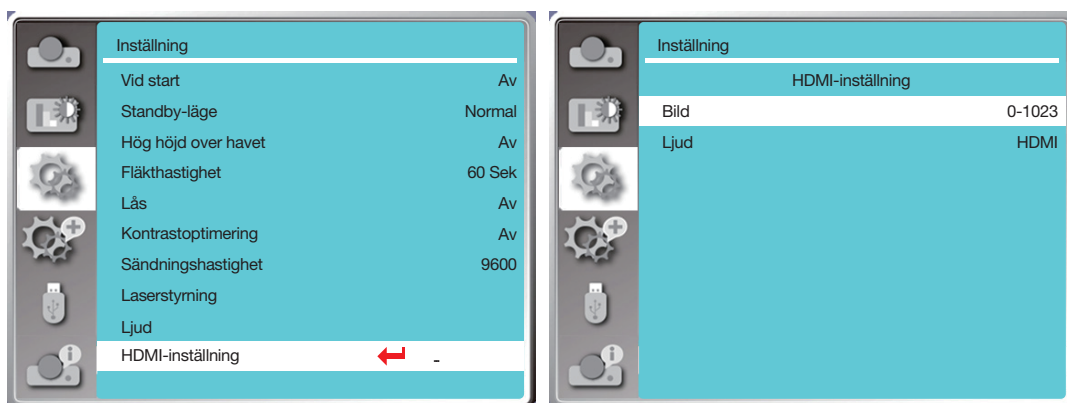 Inställning
Vid start Av
Standby-läge Normal
Hög höjd over havet Av
Fläkthastighet 60 Sek
Lås Av
Kontrastoptimering Av
Sändningshastighet 9600
Laserstyrning
Ljud
HDMI-inställning -
Inställning
HDMI-inställning
Bild 0-1023
Ljud HDMI